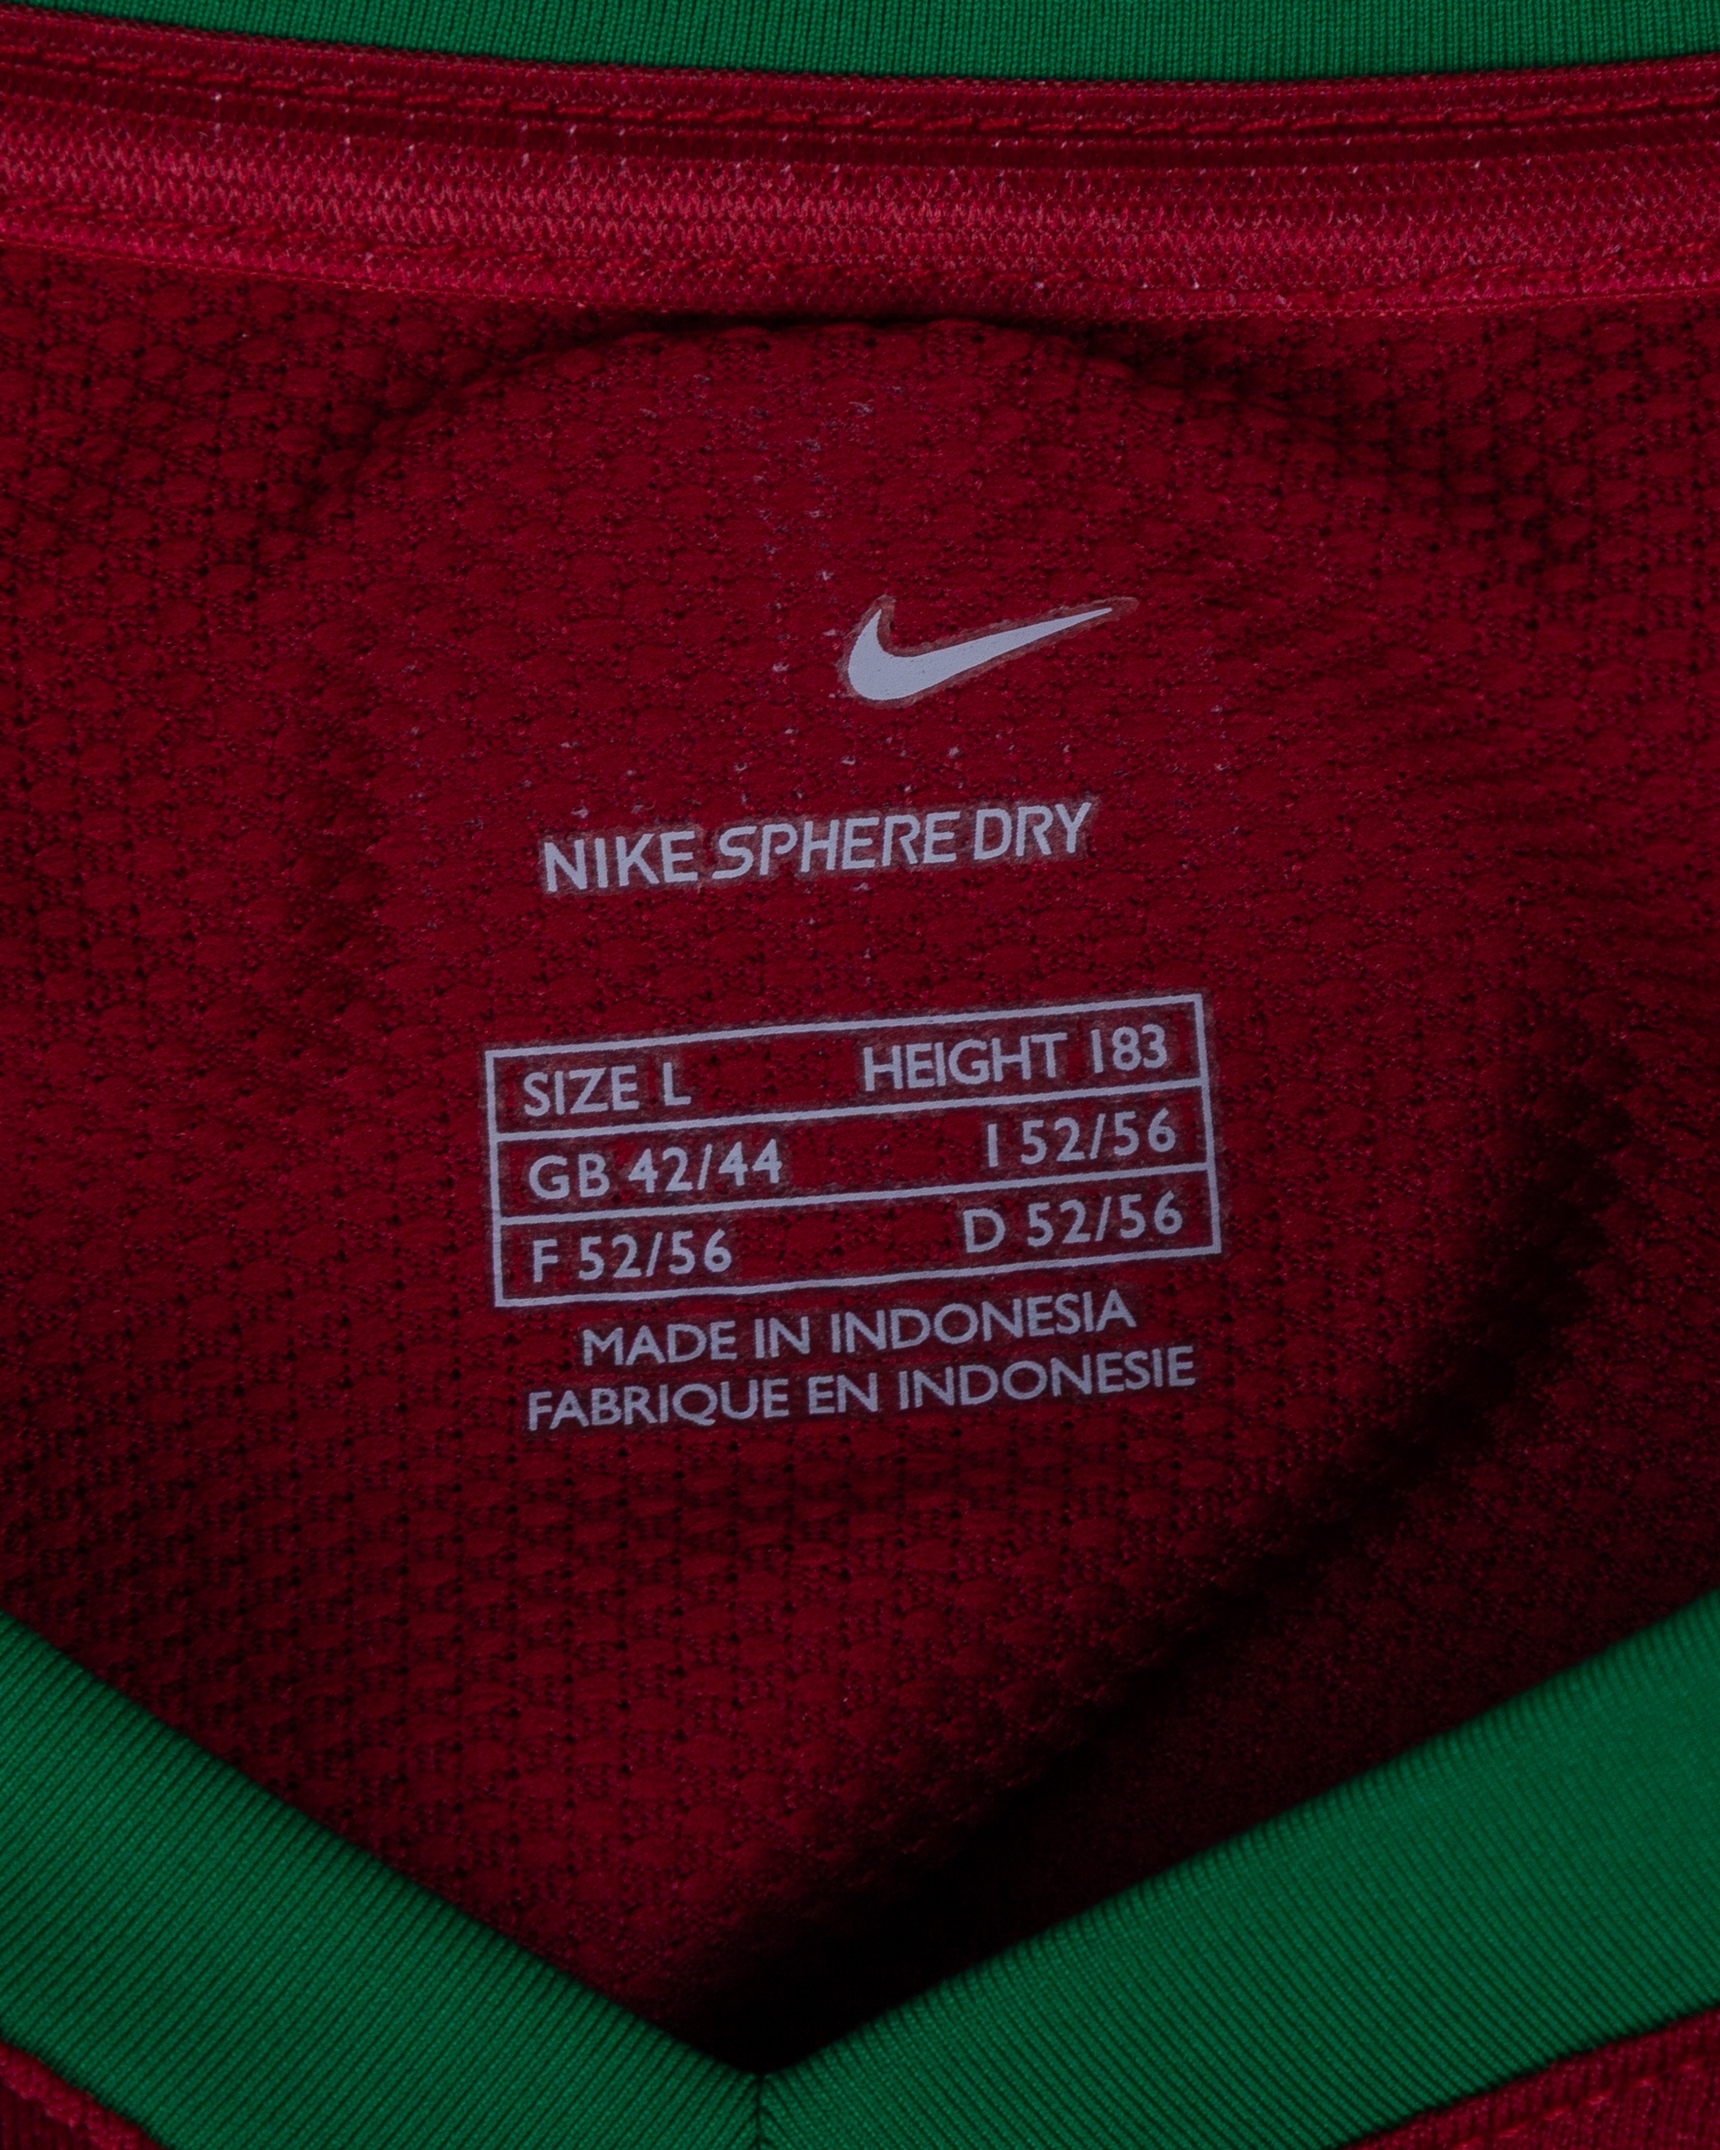 NIKE SPHERE DRY
SIZE L HEIGHT 183
GB 42/44 I 52/56
F 52/56 D 52/56
MADE IN INDONESIA
FABRIQUE EN INDONESIE